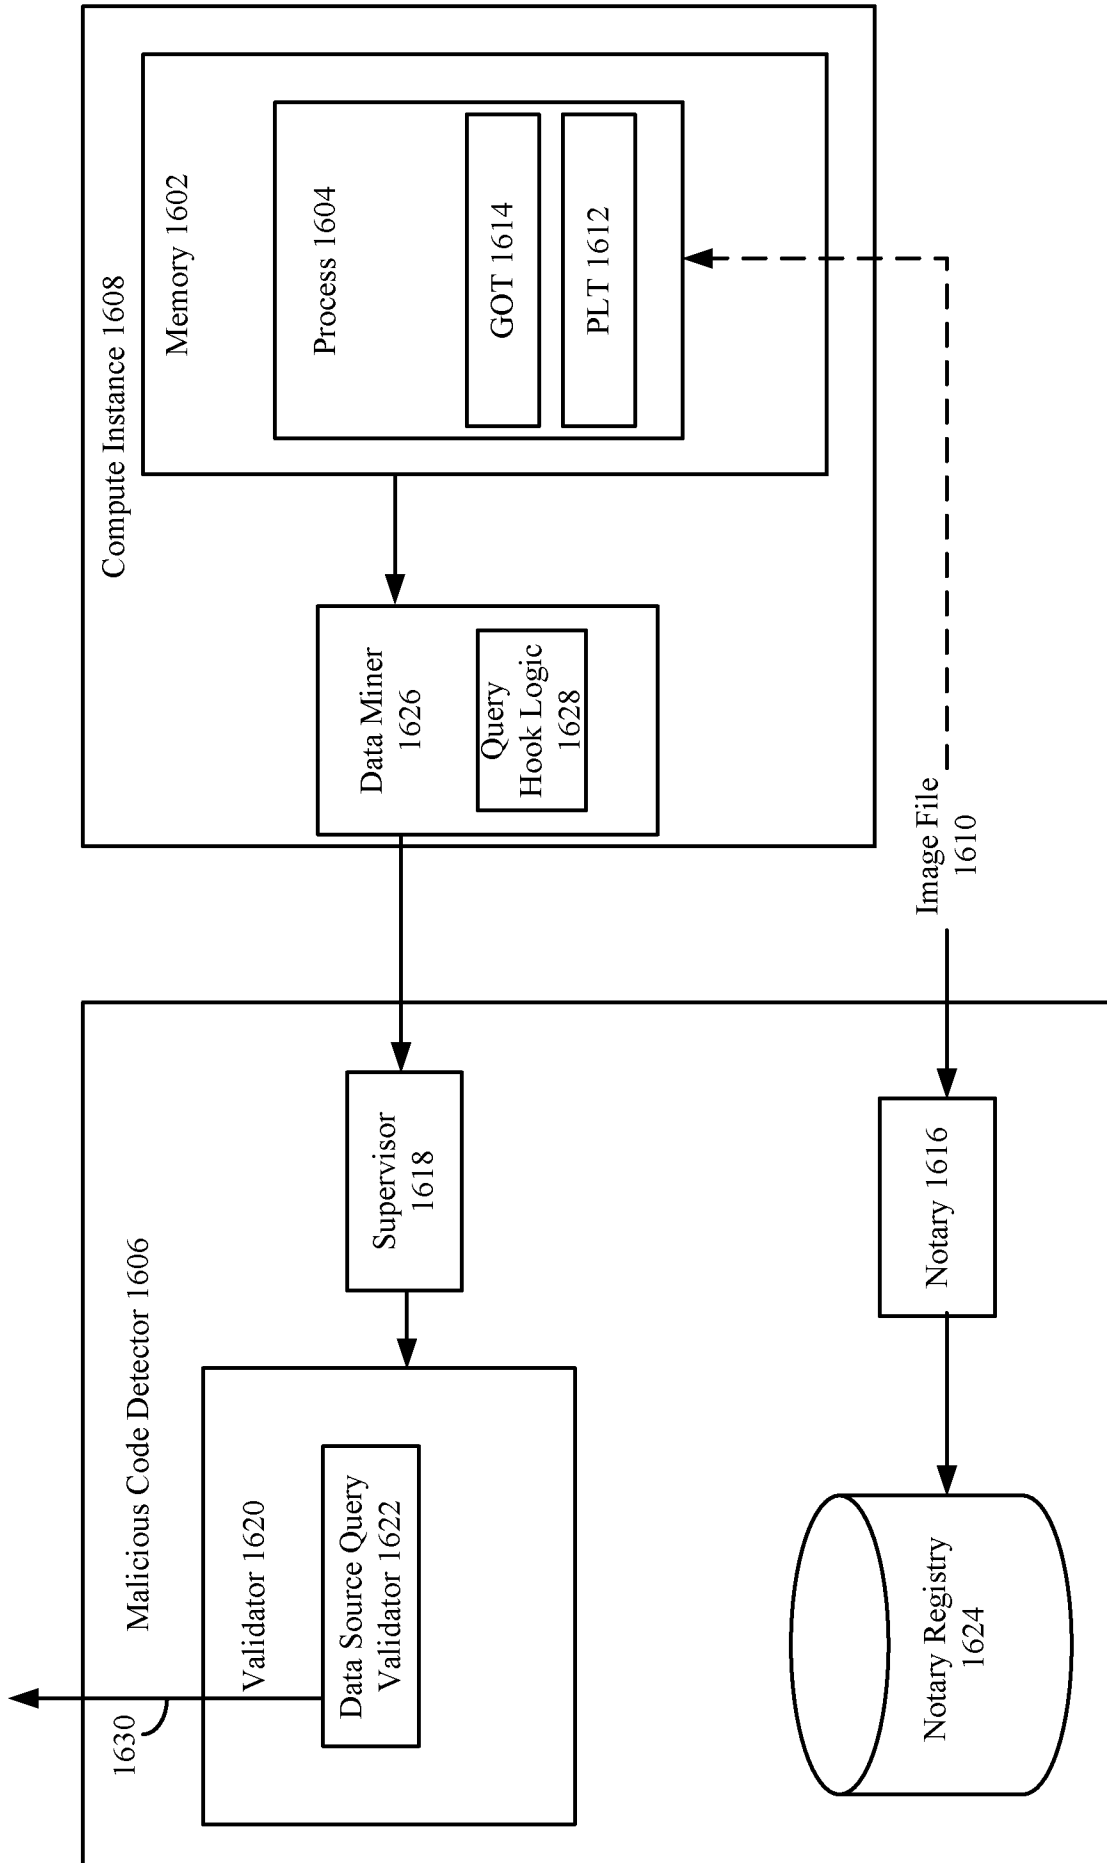 Malicious Code Detector 1606
1630
Validator 1620
Data Source Query
Validator 1622
Supervisor
1618
Notary Registry
1624
Notary 1616
Compute Instance 1608
Data Miner
1626
Query
Hook Logic
1628
Memory 1602
Process 1604
GOT 1614
PLT 1612
Image File
1610